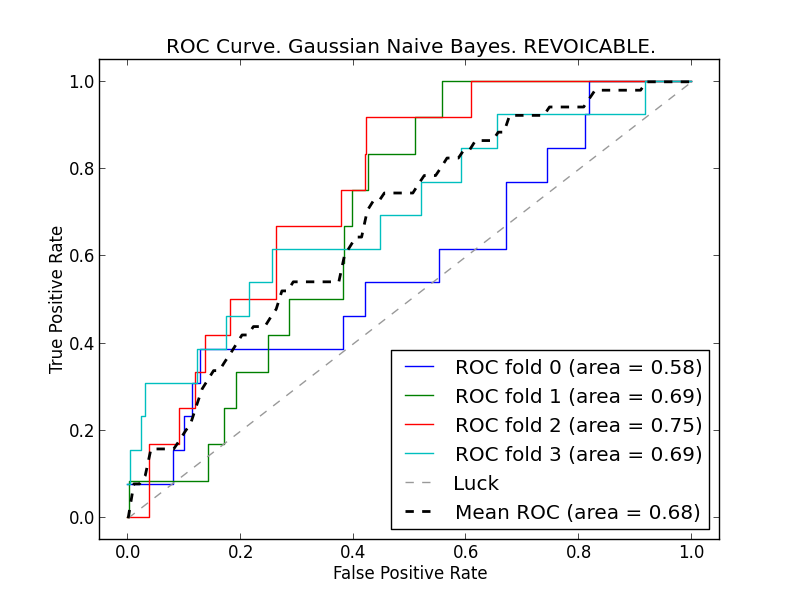 ROC Curve. Gaussian Naive Bayes. REVOICABLE.
True Positive Rate
1.0
0.8
0.6
0.4
0.2
0.0
ROC fold 0 (area = 0.58)
ROC fold 1 (area = 0.69)
ROC fold 2 (area = 0.75)
ROC fold 3 (area = 0.69)
Luck
Mean ROC (area = 0.68)
0.0 0.2 0.4 0.6 0.8 1.0
False Positive Rate